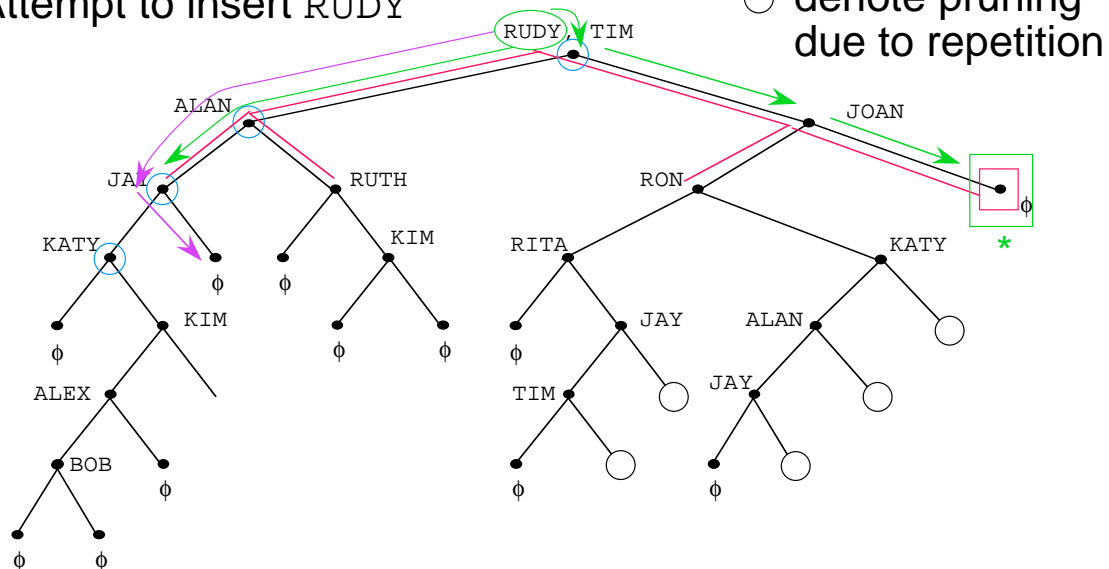 Attempt to insert RUDY
denote pruning
due to repetition
RUDY, TIM
ALAN
JOAN
JAY
RUTH
RON
ϕ
*
KATY
KIM
RITA
KATY
ϕ
ϕ
KIM
JAY
ALAN
ϕ
ϕ
ϕ
ϕ
ALEX
TIM
JAY
BOB
ϕ
ϕ
ϕ
ϕ
ϕ